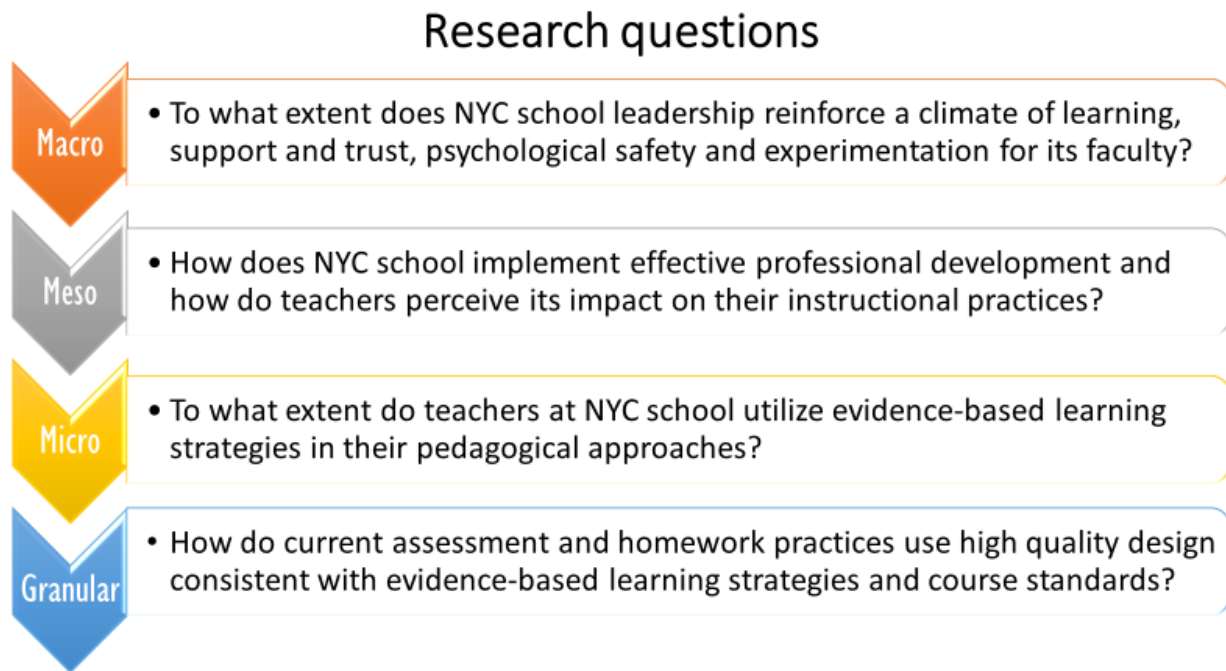 Research questions
Macro
• To what extent does NYC school leadership reinforce a climate of learning,
support and trust, psychological safety and experimentation for its faculty?
Meso
• How does NYC school implement effective professional development and
how do teachers perceive its impact on their instructional practices?
Micro
• To what extent do teachers at NYC school utilize evidence-based learning
strategies in their pedagogical approaches?
Granular
• How do current assessment and homework practices use high quality design
consistent with evidence-based learning strategies and course standards?